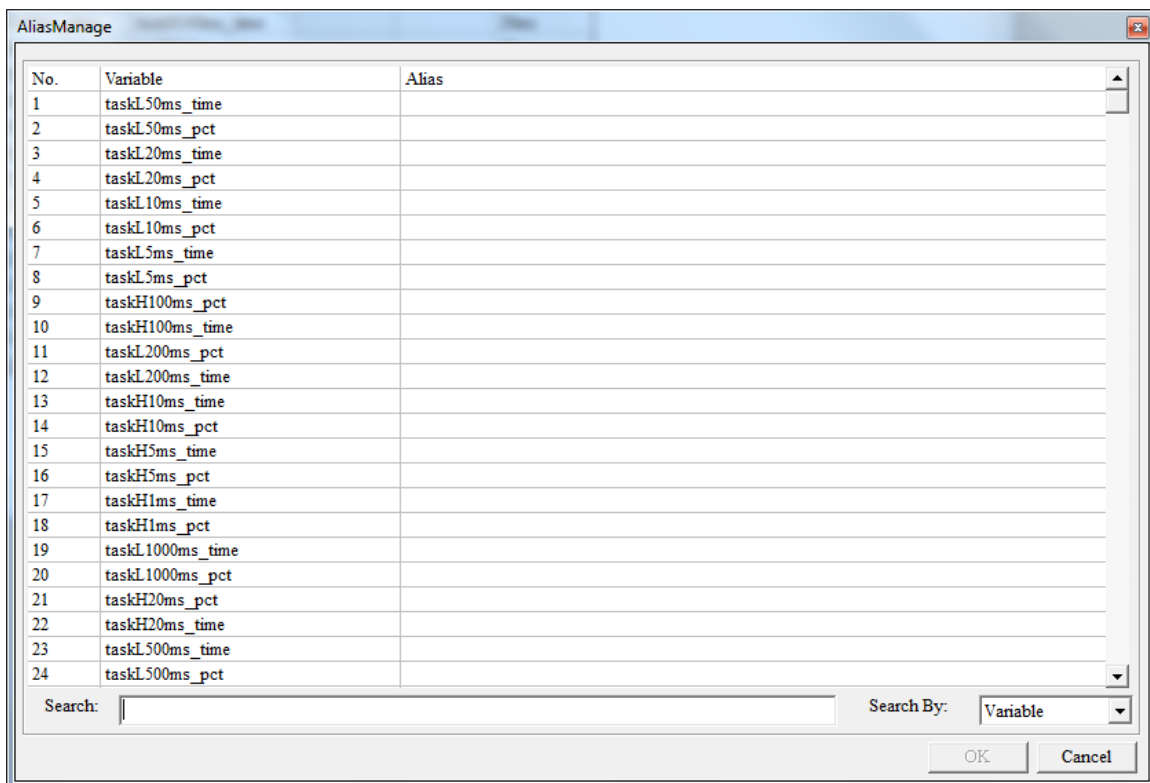 AliasManage
No. Variable Alias
1 taskL50ms_time
2 taskL50ms_pct
3 taskL20ms_time
4 taskL20ms_pct
5 taskL10ms_time
6 taskL10ms_pct
7 taskL5ms_time
8 taskL5ms_pct
9 taskH100ms_pct
10 taskH100ms_time
11 taskL200ms_pct
12 taskL200ms_time
13 taskH10ms_time
14 taskH10ms_pct
15 taskH5ms_time
16 taskH5ms_pct
17 taskH1ms_time
18 taskH1ms_pct
19 taskL1000ms_time
20 taskL1000ms_pct
21 taskH20ms_pct
22 taskH20ms_time
23 taskL500ms_time
24 taskL500ms_pct
Search: Search By: Variable
OK Cancel